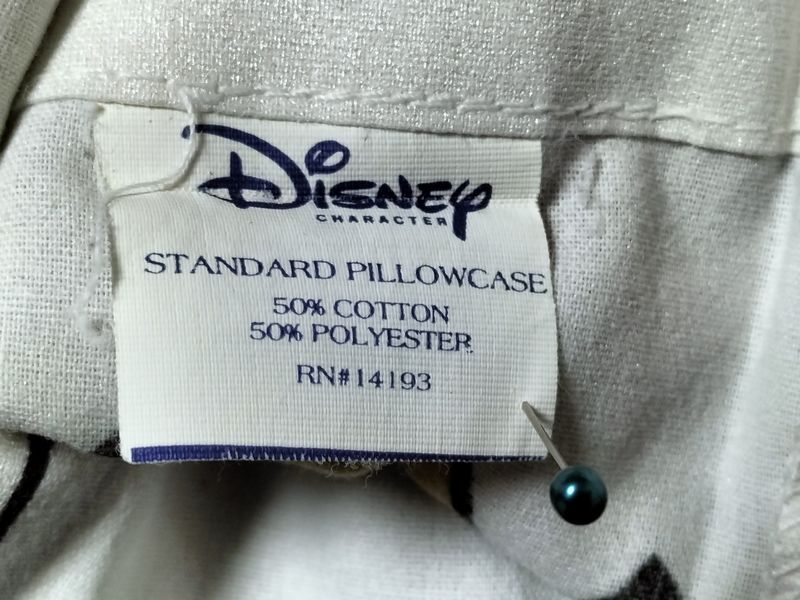 Disney
CHARACTER
STANDARD PILLOWCASE
50% COTTON
50% POLYESTER
RN#14193